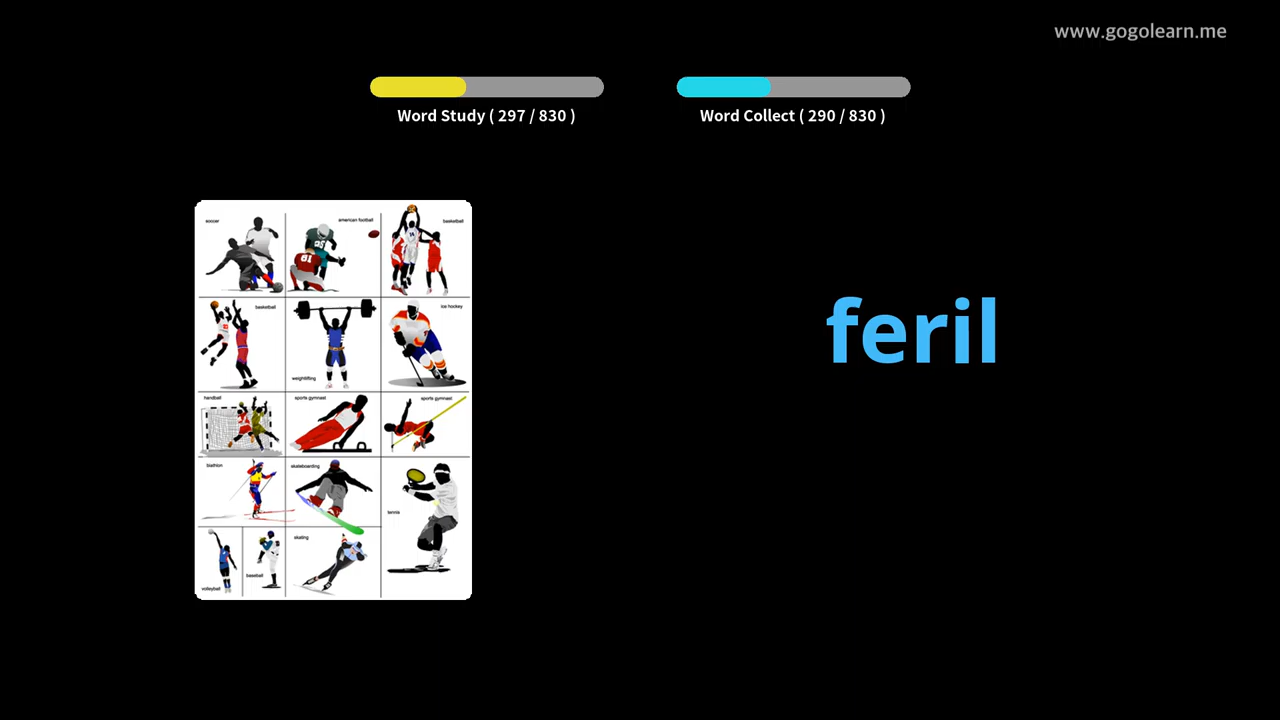 www.gogolearn.me
Word Study ( 297 / 830 )
Word Collect ( 290 / 830 )
soccer
american football
basketball
basketball
weightlifting
ice hockey
handball
sports gymnast
sports gymnast
biathlon
skateboarding
tennis
volleyball
baseball
skating
feril